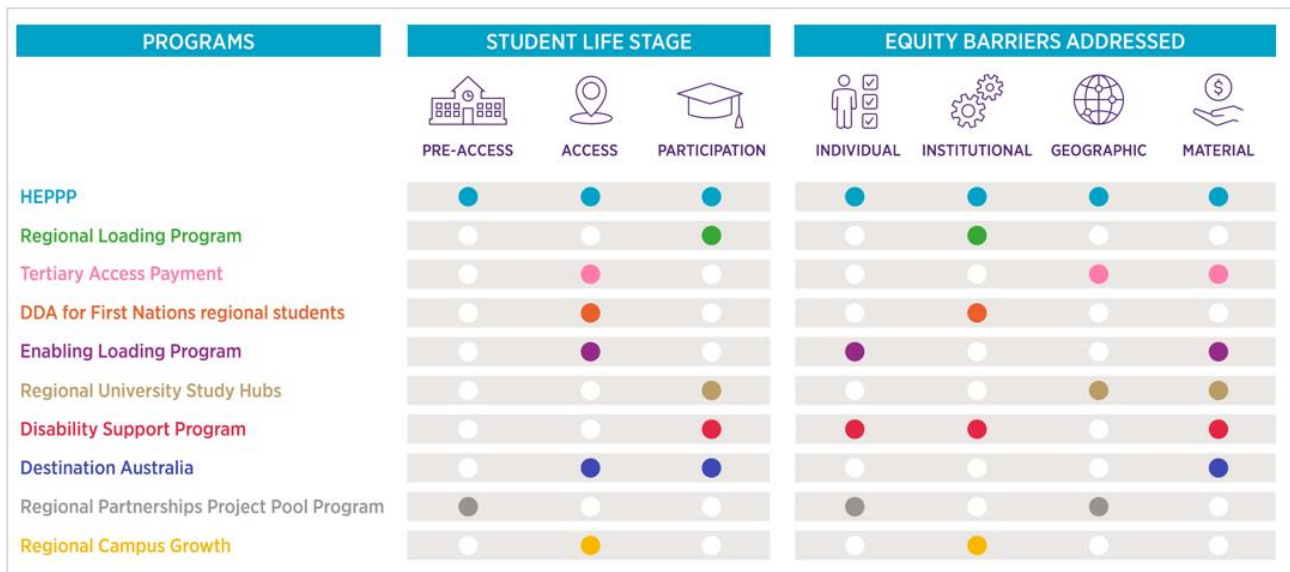 PROGRAMS STUDENT LIFE STAGE EQUITY BARRIERS ADDRESSED
$
PRE-ACCESS ACCESS PARTICIPATION INDIVIDUAL INSTITUTIONAL GEOGRAPHIC MATERIAL
HEPPP
Regional Loading Program
Tertiary Access Payment
DDA for First Nations regional students
Enabling Loading Program
Regional University Study Hubs
Disability Support Program
Destination Australia
Regional Partnerships Project Pool Program
Regional Campus Growth